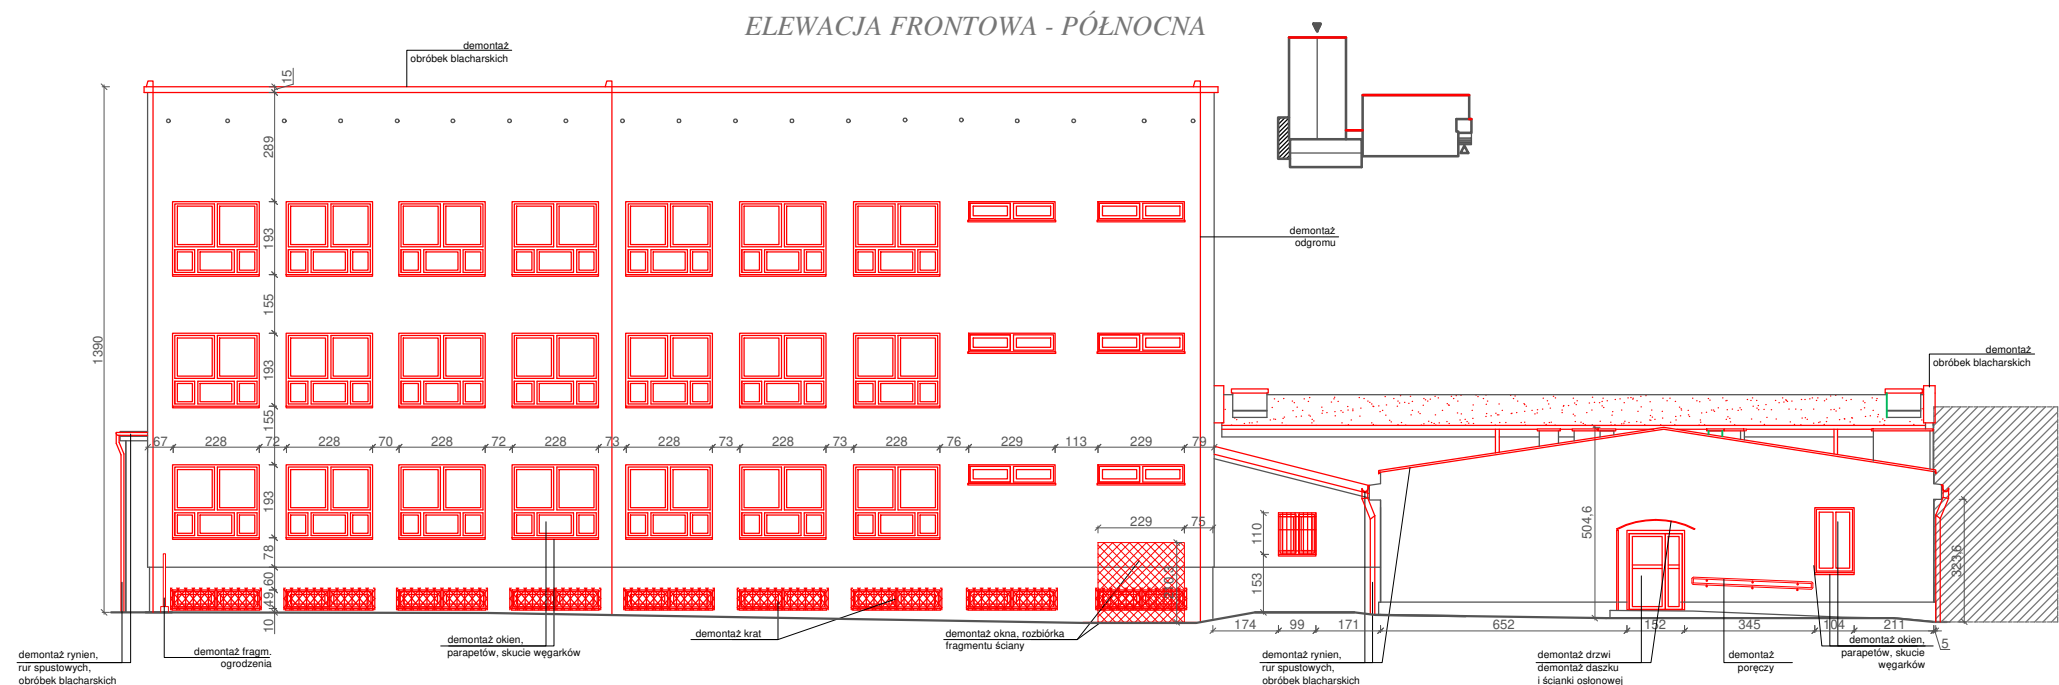 ELEWACJA FRONTOWA - PÓŁNOCNA
demontaż
obróbek blacharskich
15
289
193
155
193
155
193
78
60
49
10
1390
demontaż
odgromu
demontaż
obróbek blacharskich
67 228 72 228 70 228 72 228 73 228 73 228 73 228 76 229 113 229 79
229 75
110
153
504,6
323,6
174 99 171 652 152 345 104 211
5
demontaż rynien,
rur spustowych,
obróbek blacharskich
demontaż fragm.
ogrodzenia
demontaż okien,
parapetów, skucie węgarków
demontaż krat
demontaż okna, rozbiórka
fragmentu ściany
demontaż rynien,
rur spustowych,
obróbek blacharskich
demontaż drzwi
demontaż daszku
i ścianki osłonowej
demontaż
poręczy
demontaż okien,
parapetów, skucie
węgarków